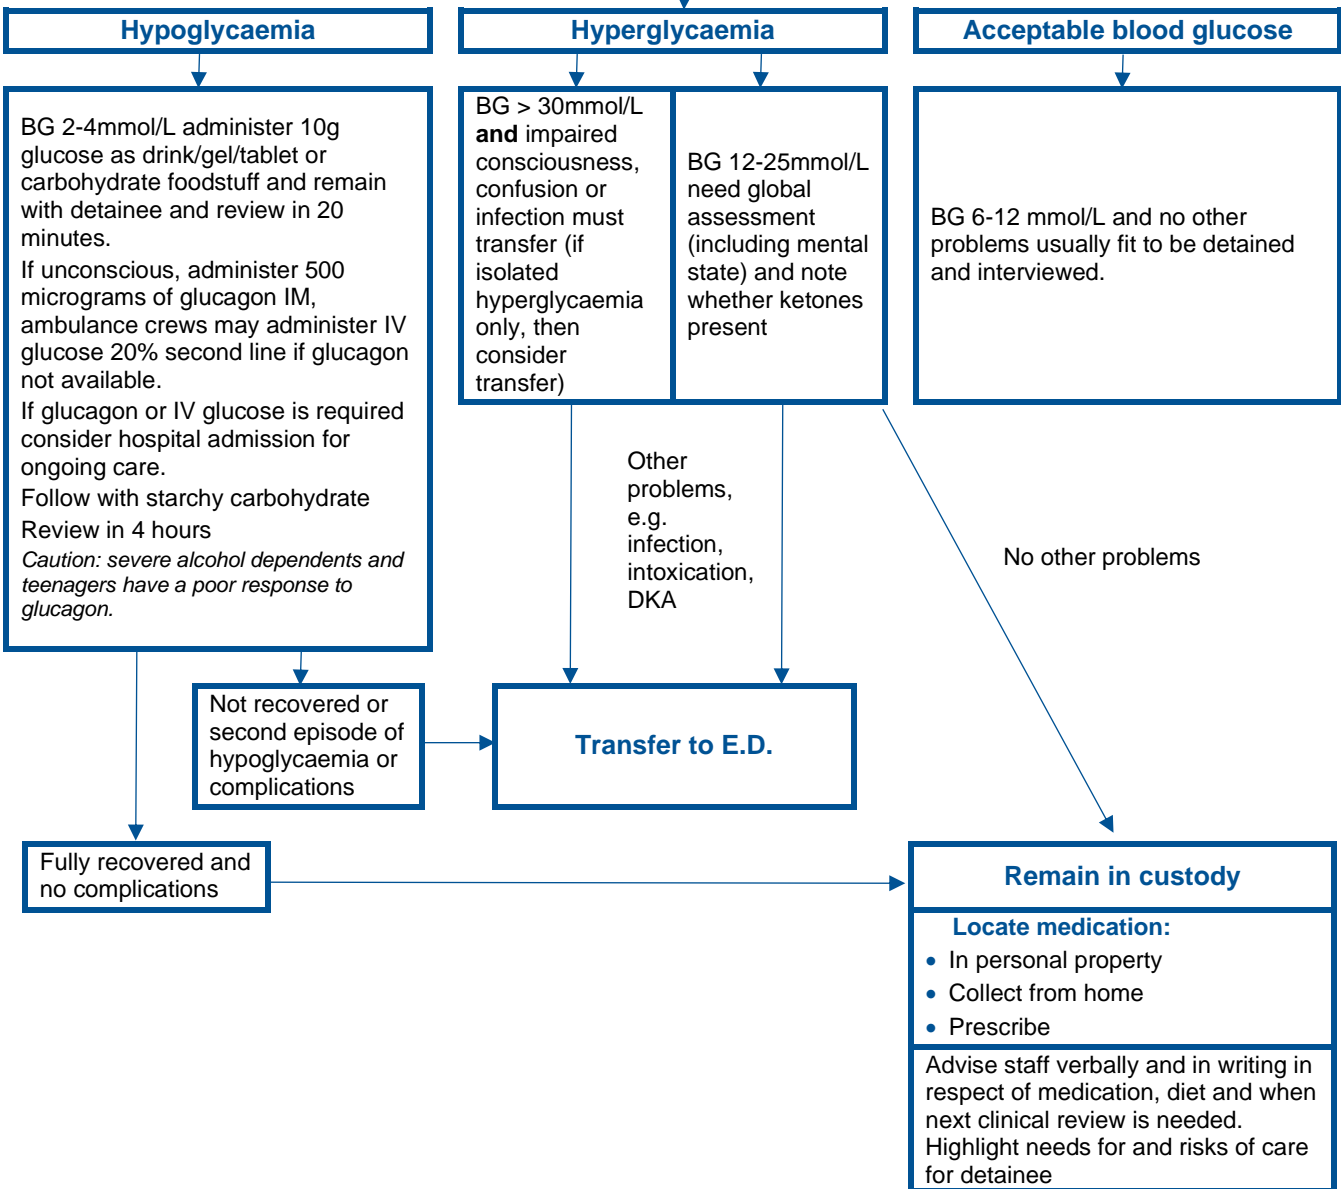 Hypoglycaemia
Hyperglycaemia
Acceptable blood glucose
BG 2-4mmol/L administer 10g
glucose as drink/gel/tablet or
carbohydrate foodstuff and remain
with detainee and review in 20
minutes.
If unconscious, administer 500
micrograms of glucagon IM,
ambulance crews may administer IV
glucose 20% second line if glucagon
not available.
If glucagon or IV glucose is required
consider hospital admission for
ongoing care.
Follow with starchy carbohydrate
Review in 4 hours
Caution: severe alcohol dependents and
teenagers have a poor response to
glucagon.
BG > 30mmol/L
and impaired
consciousness,
confusion or
infection must
transfer (if
isolated
hyperglycaemia
only, then
consider
transfer)
BG 12-25mmol/L
need global
assessment
(including mental
state) and note
whether ketones
present
BG 6-12 mmol/L and no other
problems usually fit to be detained
and interviewed.
Other
problems,
e.g.
infection,
intoxication,
DKA
No other problems
Not recovered or
second episode of
hypoglycaemia or
complications
Transfer to E.D.
Fully recovered and
no complications
Remain in custody
Locate medication:
• In personal property
• Collect from home
• Prescribe
Advise staff verbally and in writing in
respect of medication, diet and when
next clinical review is needed.
Highlight needs for and risks of care
for detainee